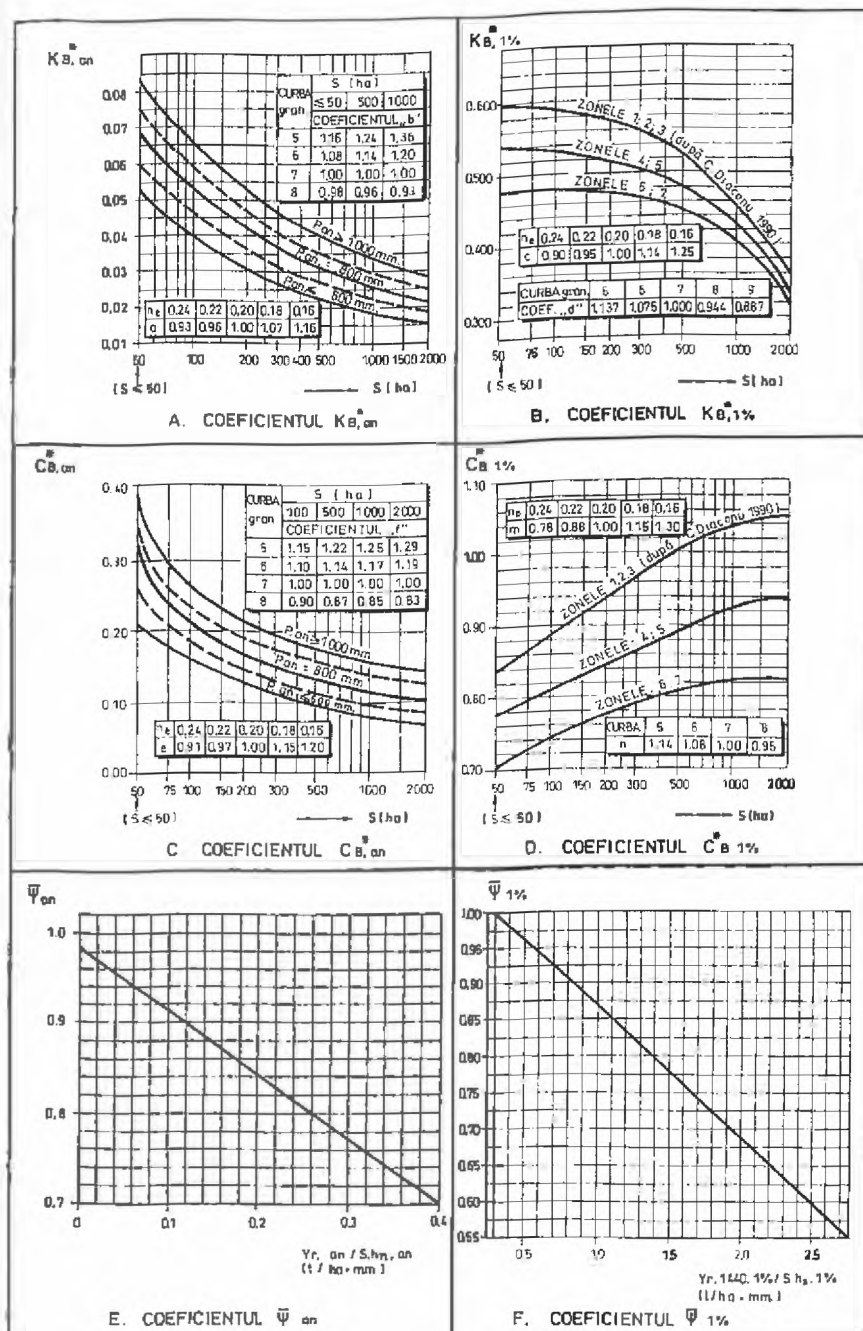 K*B, an
S (ha)
CURBA gran. ≤50 500 1000
COEFICIENTUL „b"
5 1.16 1.24 1.36
6 1.08 1.14 1.20
7 1.00 1.00 1.00
8 0.98 0.96 0.93
0.08
0.07
0.06
0.05
0.04
0.03
0.02
0.01
P.an ≥ 1000 mm.
P.an = 800 mm.
ne 0.24 0.22 0.20 0.18 0.16
a 0.93 0.96 1.00 1.07 1.16
50 100 200 300 400 500 1000 1500 2000
(S ≤ 50)
S (ha)
A. COEFICIENTUL K*B, an
K*B, 1%
0.600
0.500
0.400
0.300
ZONELE 1; 2; 3 (după C. Diaconu 1990)
ZONELE 4; 5
ZONELE 6; 7
ne 0.24 0.22 0.20 0.18 0.16
c 0.90 0.95 1.00 1.14 1.25
CURBA gran.
COEF. „d" 1.137 1.075 1.000 0.944 0.887
50 75 100 150 200 300 500 1000 2000
(S ≤ 50)
S(ha)
B. COEFICIENTUL K*B, 1%
C*B, an
S (ha)
CURBA gran. 100 500 1000 2000
COEFICIENTUL „f"
5 1.15 1.22 1.25 1.29
6 1.10 1.14 1.17 1.19
7 1.00 1.00 1.00 1.00
8 0.90 0.87 0.85 0.83
0.40
0.30
0.20
0.10
0.00
P.an ≥ 1000 mm
P.an = 800 mm.
ne 0.24 0.22 0.20 0.18 0.16
e 0.91 0.97 1.00 1.15 1.20
50 75 100 200 300 500 1000 2000
(S ≤ 50)
S(ha)
C COEFICIENTUL C*B, an
C*B 1%
1.10
1.00
0.90
0.70
ne 0.24 0.22 0.20 0.18 0.16
m 0.78 0.88 1.00 1.15 1.30
ZONELE 1,2,3 (după C. Diaconu 1990)
ZONELE 4; 5
ZONELE 6; 7
CURBA 5 6 7 8
n 1.14 1.08 1.00 0.95
50 75 100 150 200 300 500 1000 2000
(S ≤ 50)
S (ha)
D. COEFICIENTUL C*B 1%
Ψ̅ an
1.0
0.9
0.8
0.7
0 0.1 0.2 0.3 0.4
Yr, an / S.hn, an
(t / ha · mm)
E. COEFICIENTUL Ψ̅ an
Ψ̅ 1%
1.00
0.95
0.90
0.85
0.80
0.75
0.70
0.65
0.60
0.55
0.5 1.0 1.5 2.0 2.5
Yr. 1440. 1% / S hs. 1%
(t/ha · mm)
F. COEFICIENTUL Ψ̅ 1%